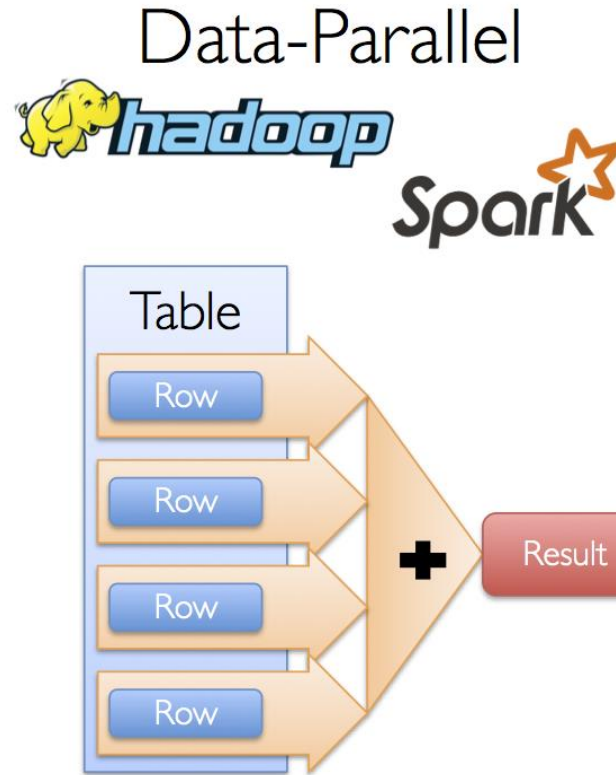 Data-Parallel
hadoop
Spark
Table
Row
Row
Row
Row
+
Result